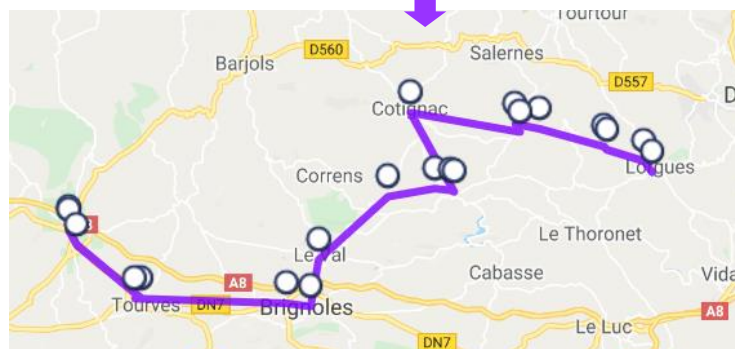 Tourtour
D560
Salernes
Barjols
D557
D
Cotignac
Correns
Lorgues
Le Thoronet
Le Val
A8
Cabasse
Vida
A8
Tourves
DN7
Brignoles
Le Luc
DN7